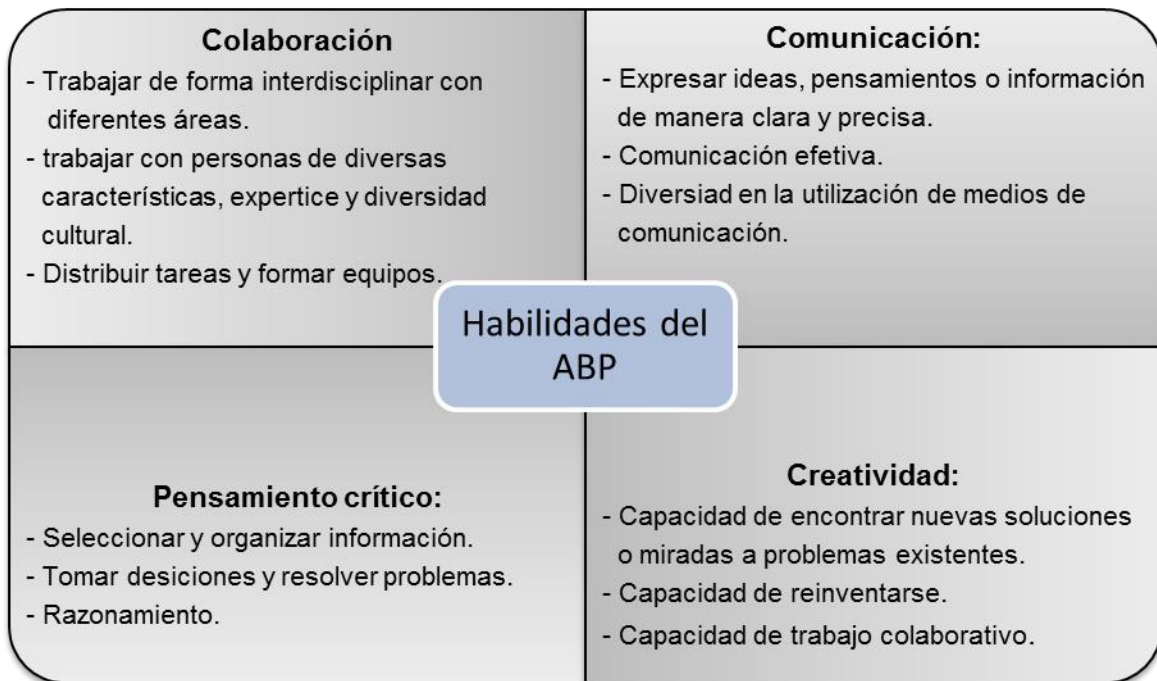 Colaboración
- Trabajar de forma interdisciplinar con
diferentes áreas.
- trabajar con personas de diversas
características, expertice y diversidad
cultural.
- Distribuir tareas y formar equipos.
Comunicación:
- Expresar ideas, pensamientos o información
de manera clara y precisa.
- Comunicación efetiva.
- Diversiad en la utilización de medios de
comunicación.
Habilidades del
ABP
Pensamiento crítico:
- Seleccionar y organizar información.
- Tomar desiciones y resolver problemas.
- Razonamiento.
Creatividad:
- Capacidad de encontrar nuevas soluciones
o miradas a problemas existentes.
- Capacidad de reinventarse.
- Capacidad de trabajo colaborativo.